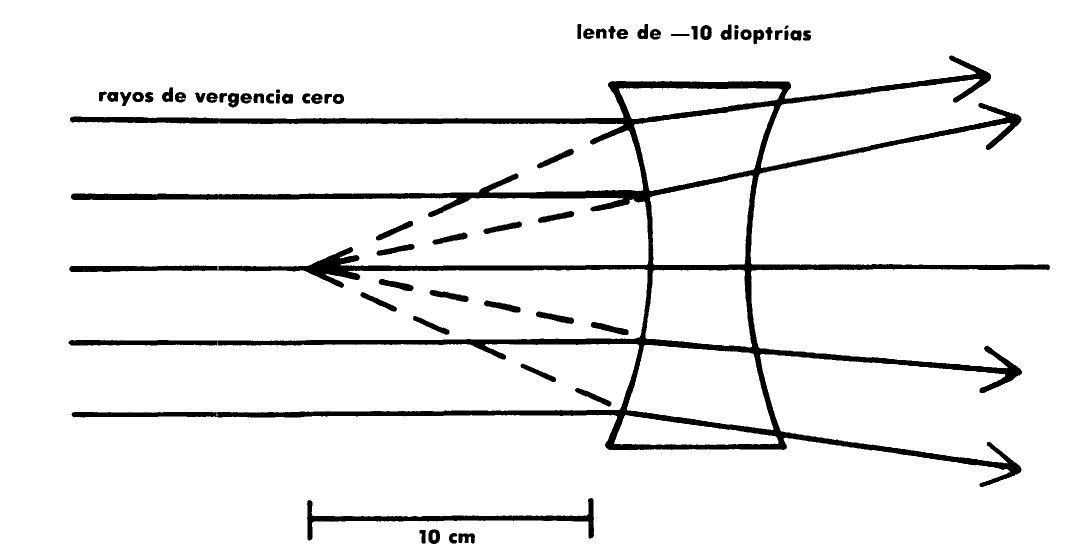 lente de —10 dioptrías
rayos de vergencia cero
10 cm